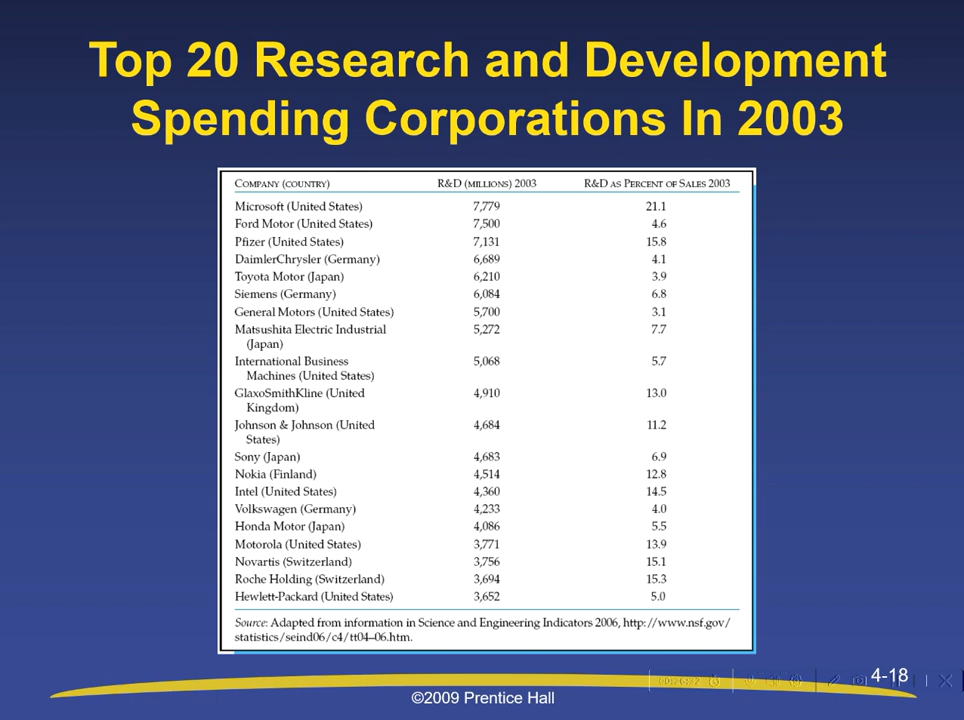 Top 20 Research and Development
Spending Corporations In 2003
COMPANY (COUNTRY) R&D (MILLIONS) 2003 R&D AS PERCENT OF SALES 2003
Microsoft (United States) 7,779 21.1
Ford Motor (United States) 7,500 4.6
Pfizer (United States) 7,131 15.8
DaimlerChrysler (Germany) 6,689 4.1
Toyota Motor (Japan) 6,210 3.9
Siemens (Germany) 6,084 6.8
General Motors (United States) 5,700 3.1
Matsushita Electric Industrial 5,272 7.7
(Japan)
International Business 5,068 5.7
Machines (United States)
GlaxoSmithKline (United 4,910 13.0
Kingdom)
Johnson & Johnson (United 4,684 11.2
States)
Sony (Japan) 4,683 6.9
Nokia (Finland) 4,514 12.8
Intel (United States) 4,360 14.5
Volkswagen (Germany) 4,233 4.0
Honda Motor (Japan) 4,086 5.5
Motorola (United States) 3,771 13.9
Novartis (Switzerland) 3,756 15.1
Roche Holding (Switzerland) 3,694 15.3
Hewlett-Packard (United States) 3,652 5.0
Source: Adapted from information in Science and Engineering Indicators 2006, http://www.nsf.gov/
statistics/seind06/c4/tt04–06.htm.
4-18
©2009 Prentice Hall